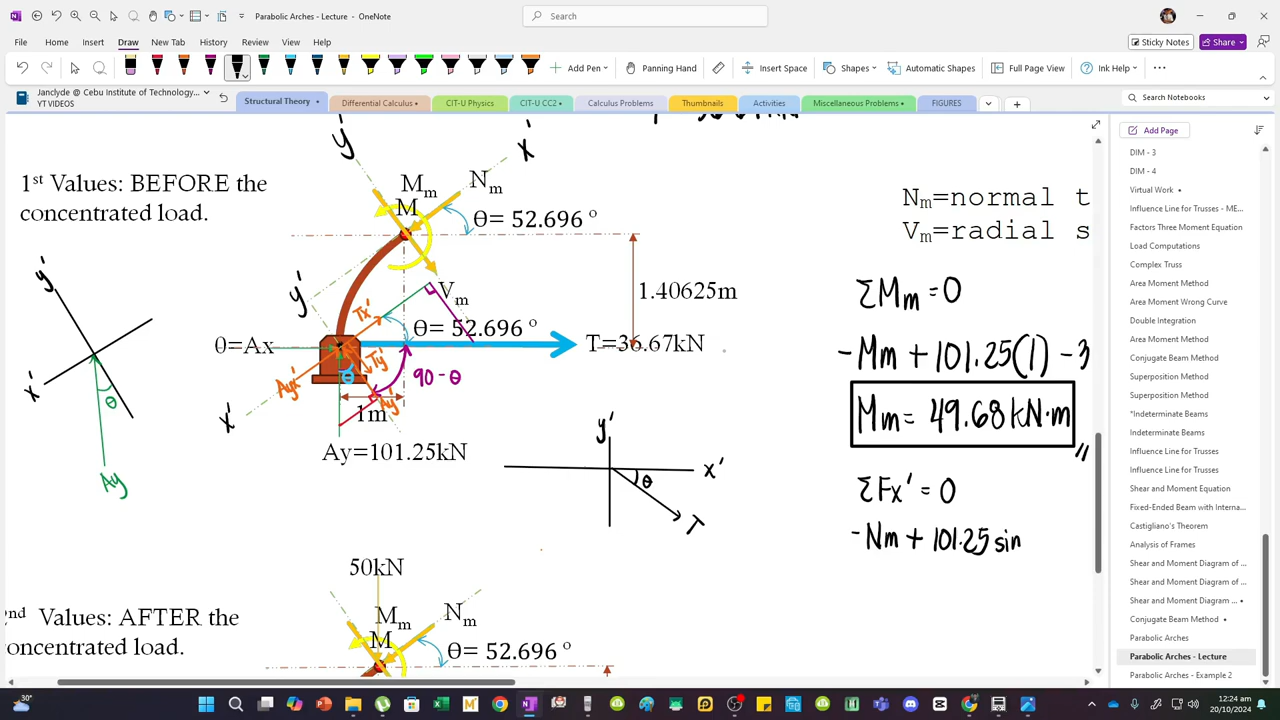 Parabolic Arches - Lecture - OneNote
Search
File Home Insert Draw New Tab History Review View Help
Sticky Notes
Share
Add Pen
Panning Hand
Insert Space
Shapes
Automatic Shapes
Full Page View
Ink Help
Janclyde @ Cebu Institute of Technology...
YT VIDEOS
Structural Theory
Differential Calculus
CIT-U Physics
CIT-U CC2
Calculus Problems
Thumbnails
Activities
Miscellaneous Problems
FIGURES
Search Notebooks
Add Page
DIM - 3
DIM - 4
Virtual Work
Influence Line for Trusses - ME...
Factors Three Moment Equation
Load Computations
Complex Truss
Area Moment Method
Area Moment Wrong Curve
Double Integration
Area Moment Method
Conjugate Beam Method
Superposition Method
Superposition Method
*Indeterminate Beams
Indeterminate Beams
Influence Line for Trusses
Influence Line for Trusses
Shear and Moment Equation
Fixed-Ended Beam with Interna...
Castigliano's Theorem
Analysis of Frames
Shear and Moment Diagram of ...
Shear and Moment Diagram of ...
Shear and Moment Diagram ...
Conjugate Beam Method
Parabolic Arches
Parabolic Arches - Lecture
Parabolic Arches - Example 2
1st Values: BEFORE the
concentrated load.
y'
x'
Mm
Nm
M
Θ= 52.696 º
1.40625m
y'
Vm
Tx'
Θ= 52.696 º
0=Ax
T=36.67kN
Ty'
θ
Ayx'
90 - θ
Ay'
x'
1m
Ay=101.25kN
y'
x'
θ
Ay
y'
x'
θ
T
Nm=normal t
Vm=radial s
ΣMm = 0
-Mm + 101.25(1) - 3
Mm = 49.68 kN·m
ΣFx' = 0
-Nm + 101.25 sin
50kN
nd Values: AFTER the
oncentrated load.
Mm
Nm
M
Θ= 52.696 º
30°
12:24 am
20/10/2024